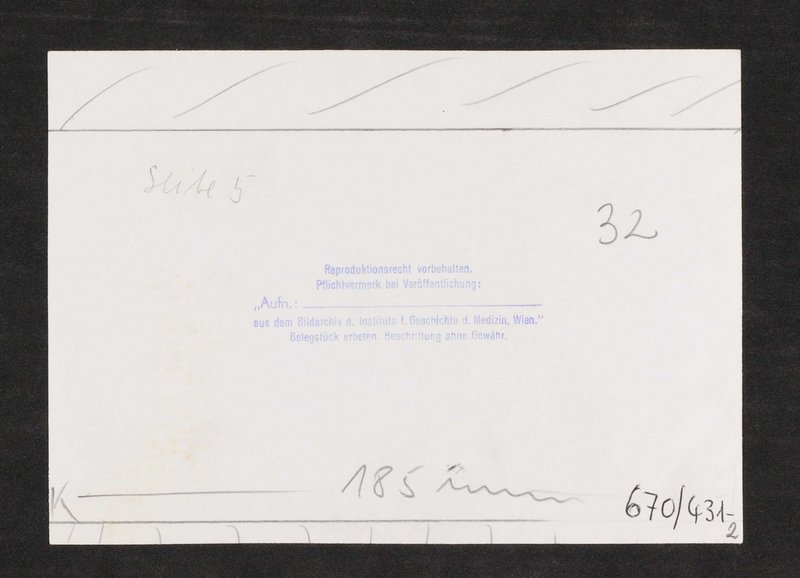 Seite 5
32
Reproduktionsrecht vorbehalten.
Pflichtvermerk bei Veröffentlichung:
„Aufn.:
aus dem Bildarchiv d. Instituts f. Geschichte d. Medizin, Wien.“
Belegstück erbeten. Beschriftung ohne Gewähr.
185 mm
670/431-2